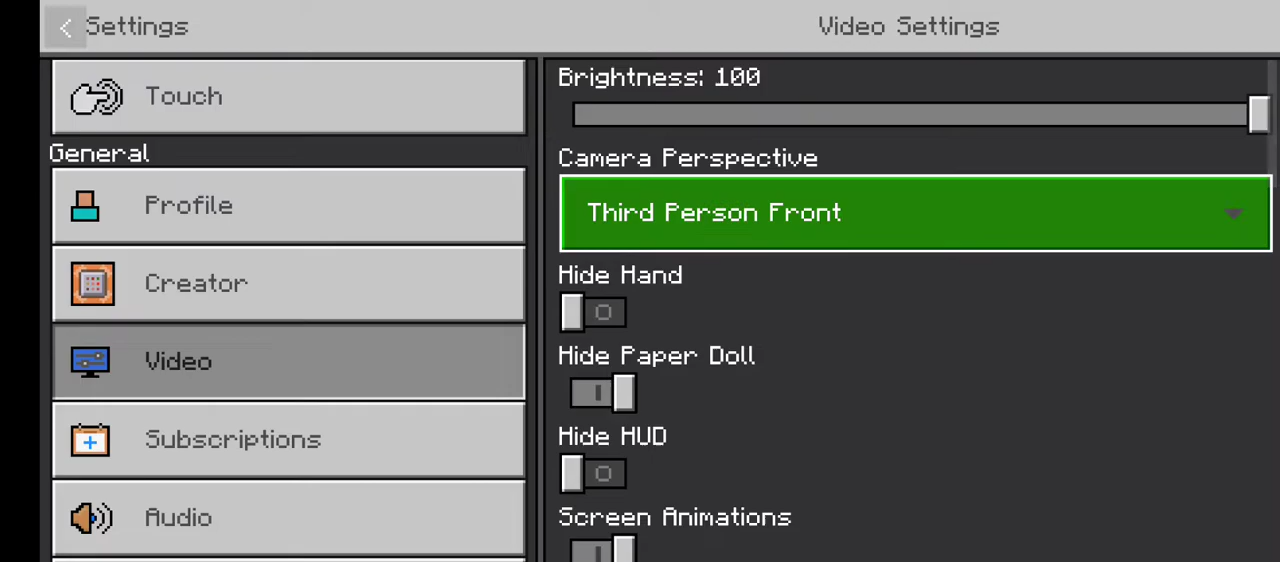 Settings
Video Settings
Touch
General
Profile
Creator
Video
Subscriptions
Audio
Brightness: 100
Camera Perspective
Third Person Front
Hide Hand
Hide Paper Doll
Hide HUD
Screen Animations